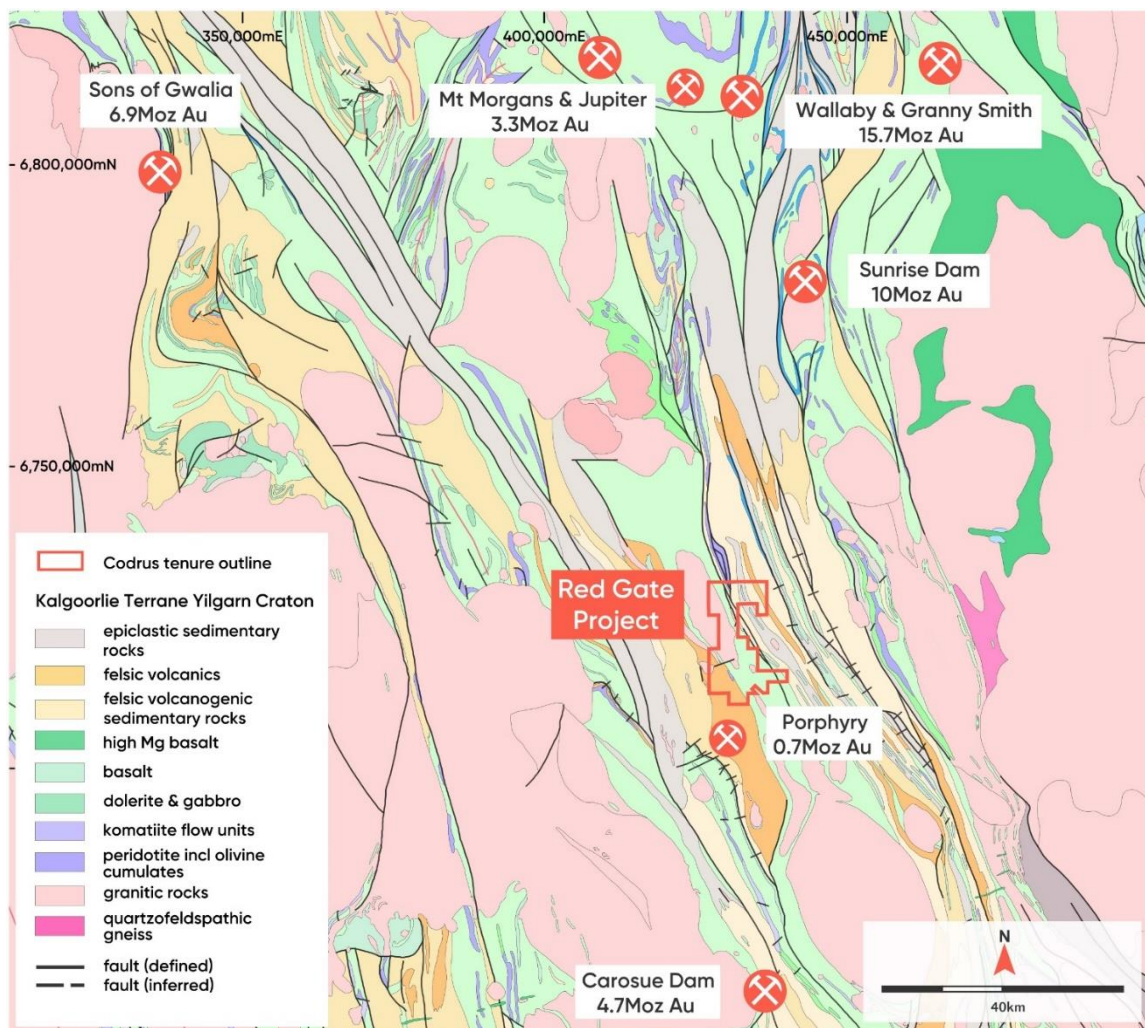 350,000mE
400,000mE
450,000mE
Sons of Gwalia
6.9Moz Au
Mt Morgans & Jupiter
3.3Moz Au
Wallaby & Granny Smith
15.7Moz Au
6,800,000mN
Sunrise Dam
10Moz Au
6,750,000mN
Red Gate
Project
Porphyry
0.7Moz Au
Carosue Dam
4.7Moz Au
Codrus tenure outline
Kalgoorlie Terrane Yilgarn Craton
epiclastic sedimentary
rocks
felsic volcanics
felsic volcanogenic
sedimentary rocks
high Mg basalt
basalt
dolerite & gabbro
komatiite flow units
peridotite incl olivine
cumulates
granitic rocks
quartzofeldspathic
gneiss
fault (defined)
fault (inferred)
N
40km